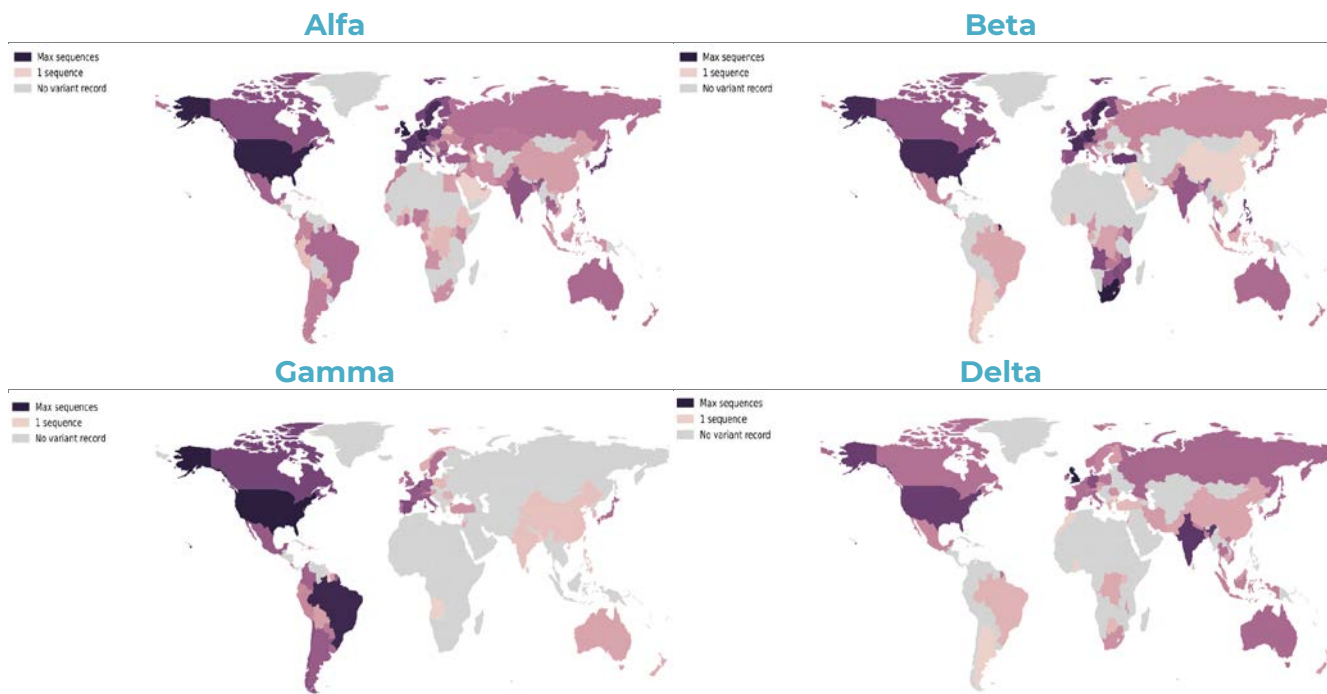 Alfa
Max sequences
1 sequence
No variant record
Beta
Max sequences
1 sequence
No variant record
Gamma
Max sequences
1 sequence
No variant record
Delta
Max sequences
1 sequence
No variant record